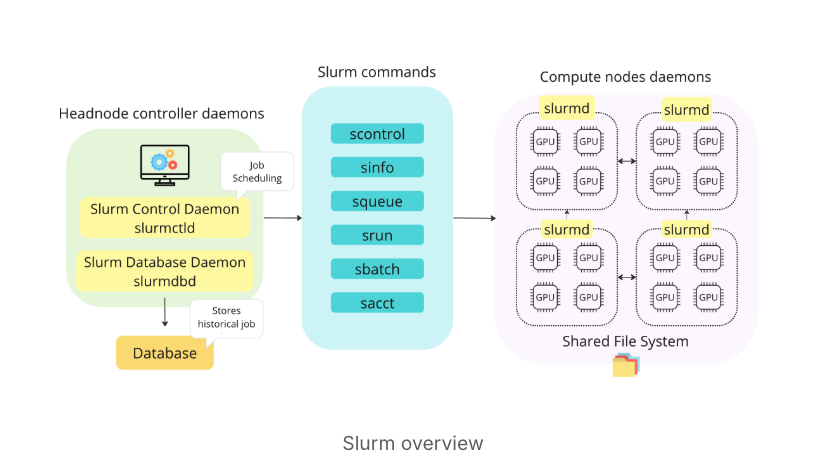 Headnode controller daemons
Job
Scheduling
Slurm Control Daemon
slurmctld
Slurm Database Daemon
slurmdbd
Stores
historical job
Database
Slurm commands
scontrol
sinfo
squeue
srun
sbatch
sacct
Compute nodes daemons
slurmd
slurmd
GPU
GPU
GPU
GPU
GPU
GPU
GPU
GPU
slurmd
slurmd
GPU
GPU
GPU
GPU
GPU
GPU
GPU
GPU
Shared File System
Slurm overview